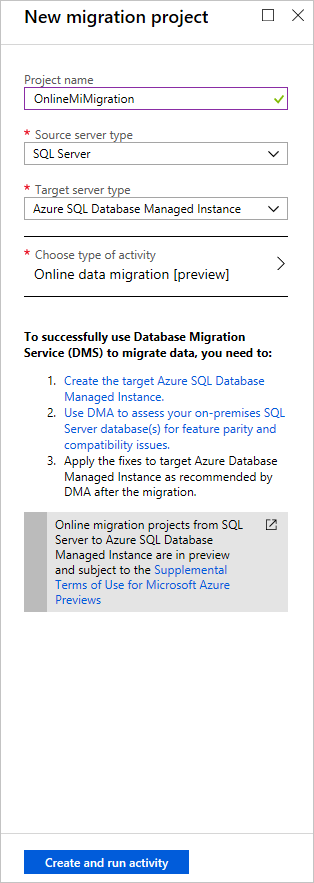 New migration project
Project name
OnlineMiMigration
* Source server type
SQL Server
* Target server type
Azure SQL Database Managed Instance
* Choose type of activity
Online data migration [preview]
To successfully use Database Migration
Service (DMS) to migrate data, you need to:
1. Create the target Azure SQL Database
Managed Instance.
2. Use DMA to assess your on-premises SQL
Server database(s) for feature parity and
compatibility issues.
3. Apply the fixes to target Azure Database
Managed Instance as recommended by
DMA after the migration.
Online migration projects from SQL
Server to Azure SQL Database
Managed Instance are in preview
and subject to the Supplemental
Terms of Use for Microsoft Azure
Previews
Create and run activity